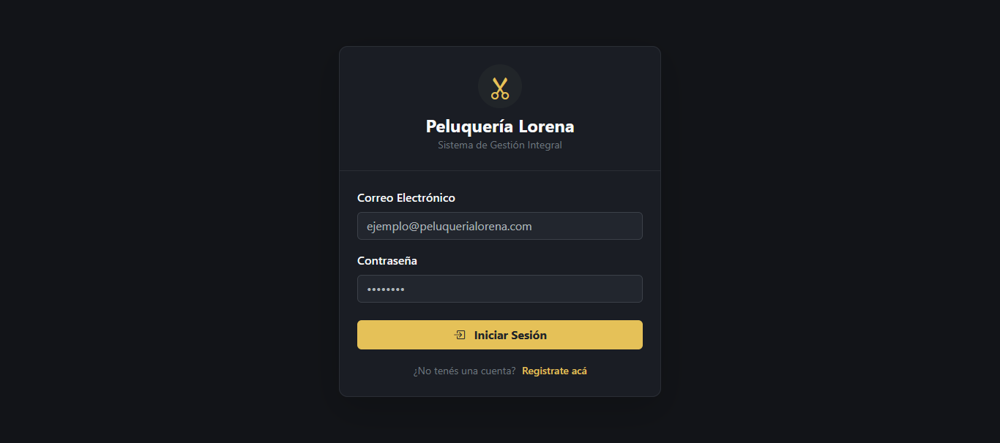 Peluquería Lorena
Sistema de Gestión Integral
Correo Electrónico
ejemplo@peluquerialorena.com
Contraseña
••••••••
Iniciar Sesión
¿No tenés una cuenta? Registrate acá